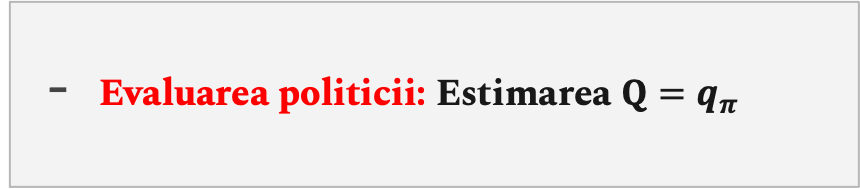 - Evaluarea politicii: Estimarea Q = qπ